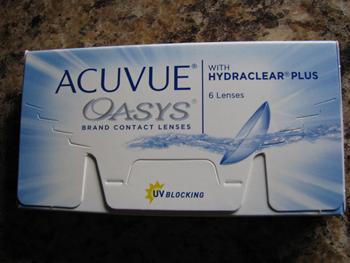 ACUVUE®
OASYS®
BRAND CONTACT LENSES
WITH
HYDRACLEAR® PLUS
6 Lenses
UV BLOCKING